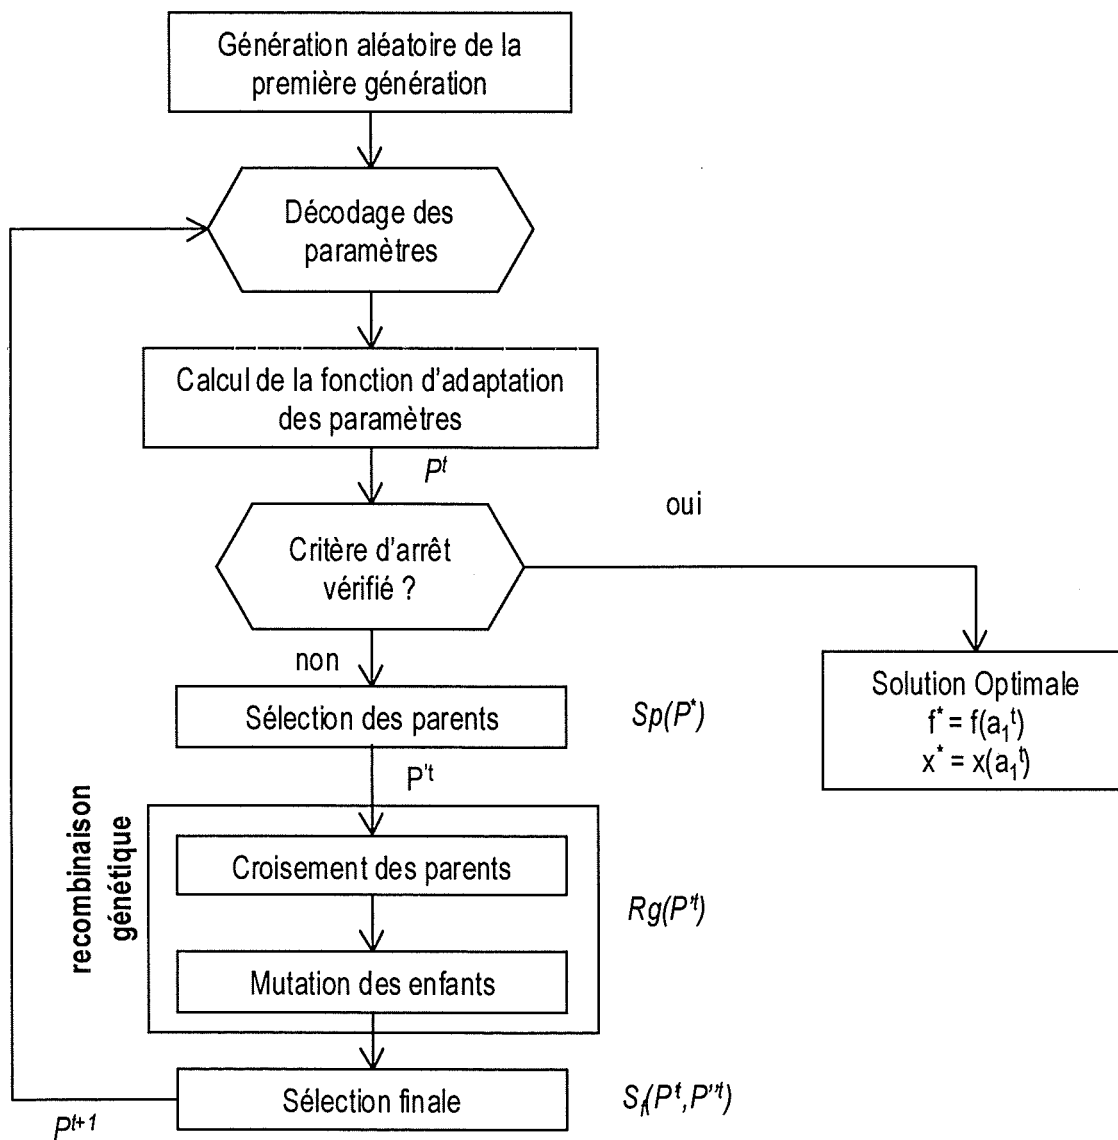 Génération aléatoire de la
première génération
Décodage des
paramètres
Calcul de la fonction d'adaptation
des paramètres
P^t
oui
Critère d'arrêt
vérifié ?
non
Solution Optimale
f* = f(a₁^t)
x* = x(a₁^t)
Sélection des parents
Sp(P*)
P'^t
recombinaison
génétique
Croisement des parents
Rg(P'^t)
Mutation des enfants
Sélection finale
S_f(P^t,P''^t)
P^{t+1}